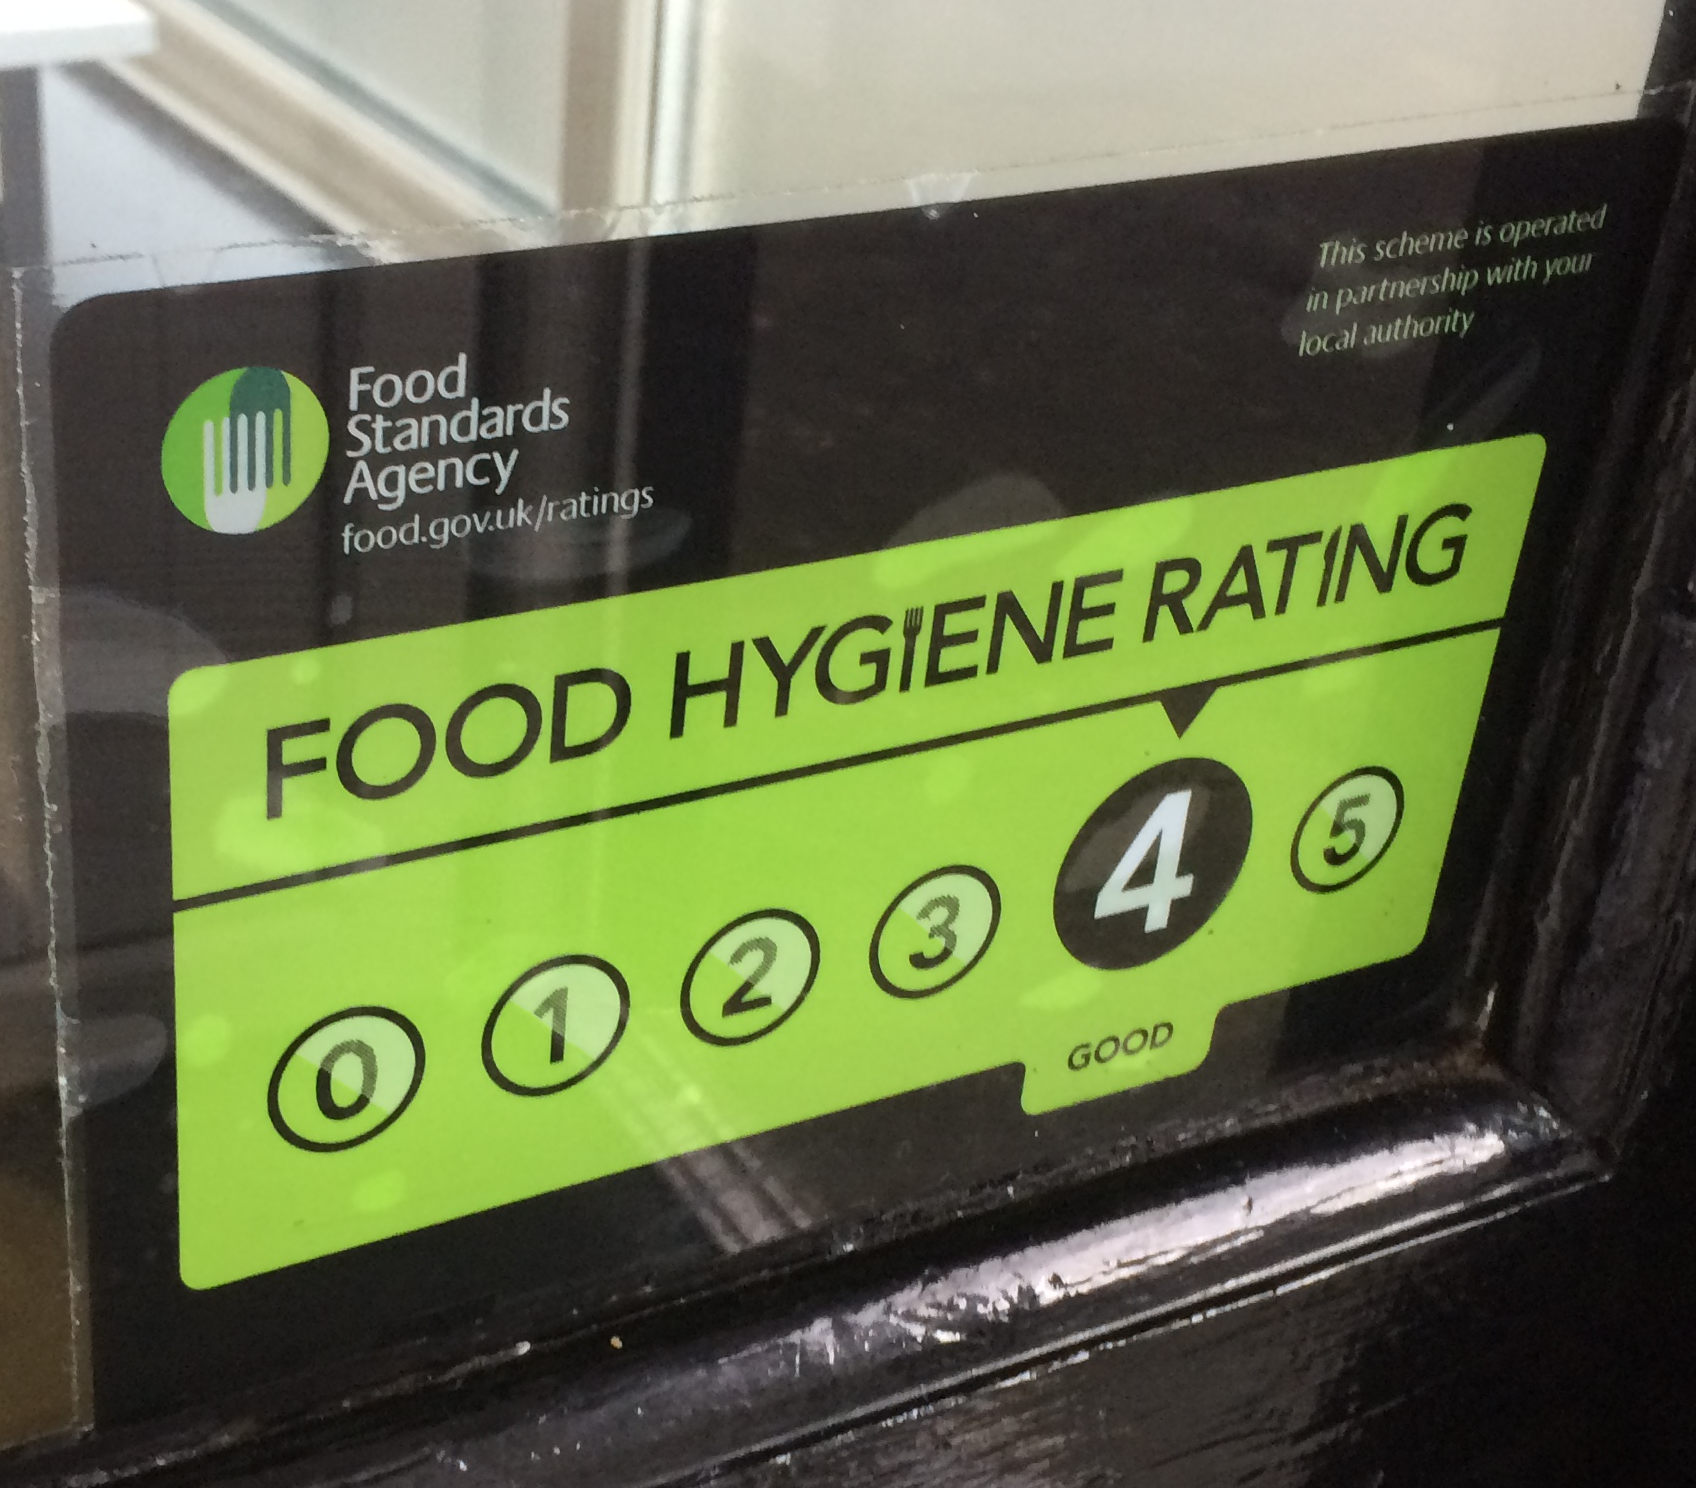 This scheme is operated
in partnership with your
local authority
Food
Standards
Agency
food.gov.uk/ratings
FOOD HYGIENE RATING
0 1 2 3 4 5
GOOD